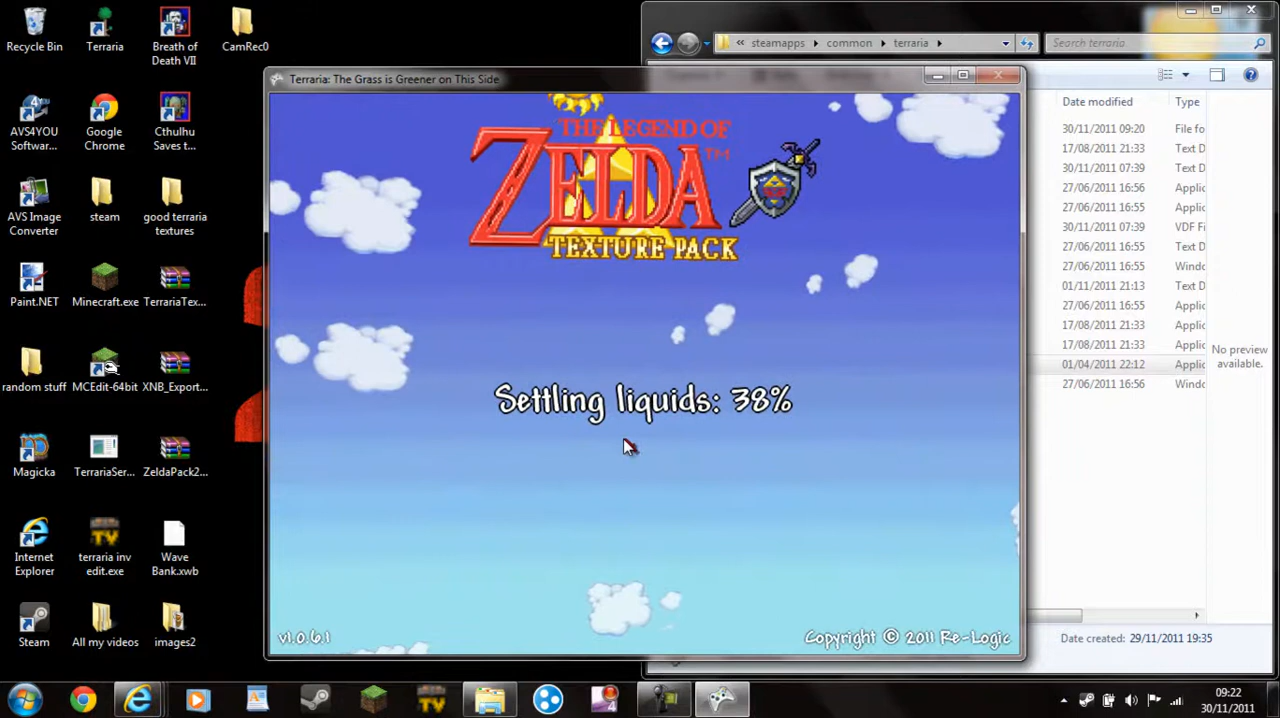 Recycle Bin
Terraria
Breath of Death VII
CamRec0
AVS4YOU Softwar...
Google Chrome
Cthulhu Saves t...
AVS Image Converter
steam
good terraria textures
Paint.NET
Minecraft.exe
TerrariaTex...
random stuff
MCEdit-64bit
XNB_Export...
Magicka
TerrariaSer...
ZeldaPack2...
Internet Explorer
terraria inv edit.exe
Wave Bank.xwb
Steam
All my videos
images2
« steamapps ▸ common ▸ terraria ▸
Search terraria
Terraria: The Grass is Greener on This Side
THE LEGEND OF
ZELDA™
TEXTURE PACK
Settling liquids: 38%
v1.0.6.1
Copyright © 2011 Re-Logic
Date modified Type
30/11/2011 09:20 File fo
17/08/2011 21:33 Text D
30/11/2011 07:39 Text D
27/06/2011 16:56 Applic
27/06/2011 16:55 Applic
30/11/2011 07:39 VDF Fi
27/06/2011 16:55 Text D
27/06/2011 16:55 Windo
01/11/2011 21:13 Text D
27/06/2011 16:55 Applic
17/08/2011 21:33 Applic
17/08/2011 21:33 Applic
01/04/2011 22:12 Applic
27/06/2011 16:56 Windo
No preview available.
Date created: 29/11/2011 19:35
TV
4
09:22
30/11/2011